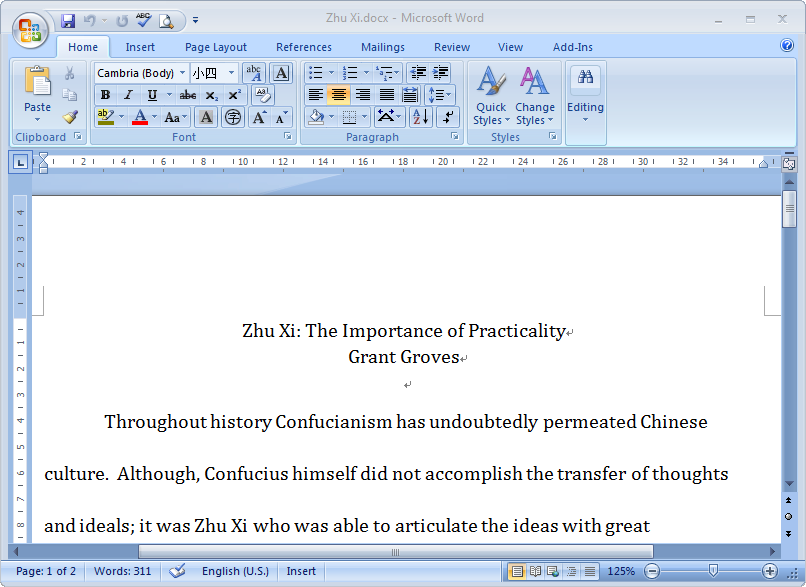 Zhu Xi.docx - Microsoft Word
Home Insert Page Layout References Mailings Review View Add-Ins
Cambria (Body) 小四
Paste
Quick Styles Change Styles
Editing
Clipboard Font Paragraph Styles
2 4 6 8 10 12 14 16 18 20 22 24 26 28 30 32 34
Zhu Xi: The Importance of Practicality
Grant Groves
Throughout history Confucianism has undoubtedly permeated Chinese
culture.  Although, Confucius himself did not accomplish the transfer of thoughts
and ideals; it was Zhu Xi who was able to articulate the ideas with great
Page: 1 of 2 Words: 311 English (U.S.) Insert 125%